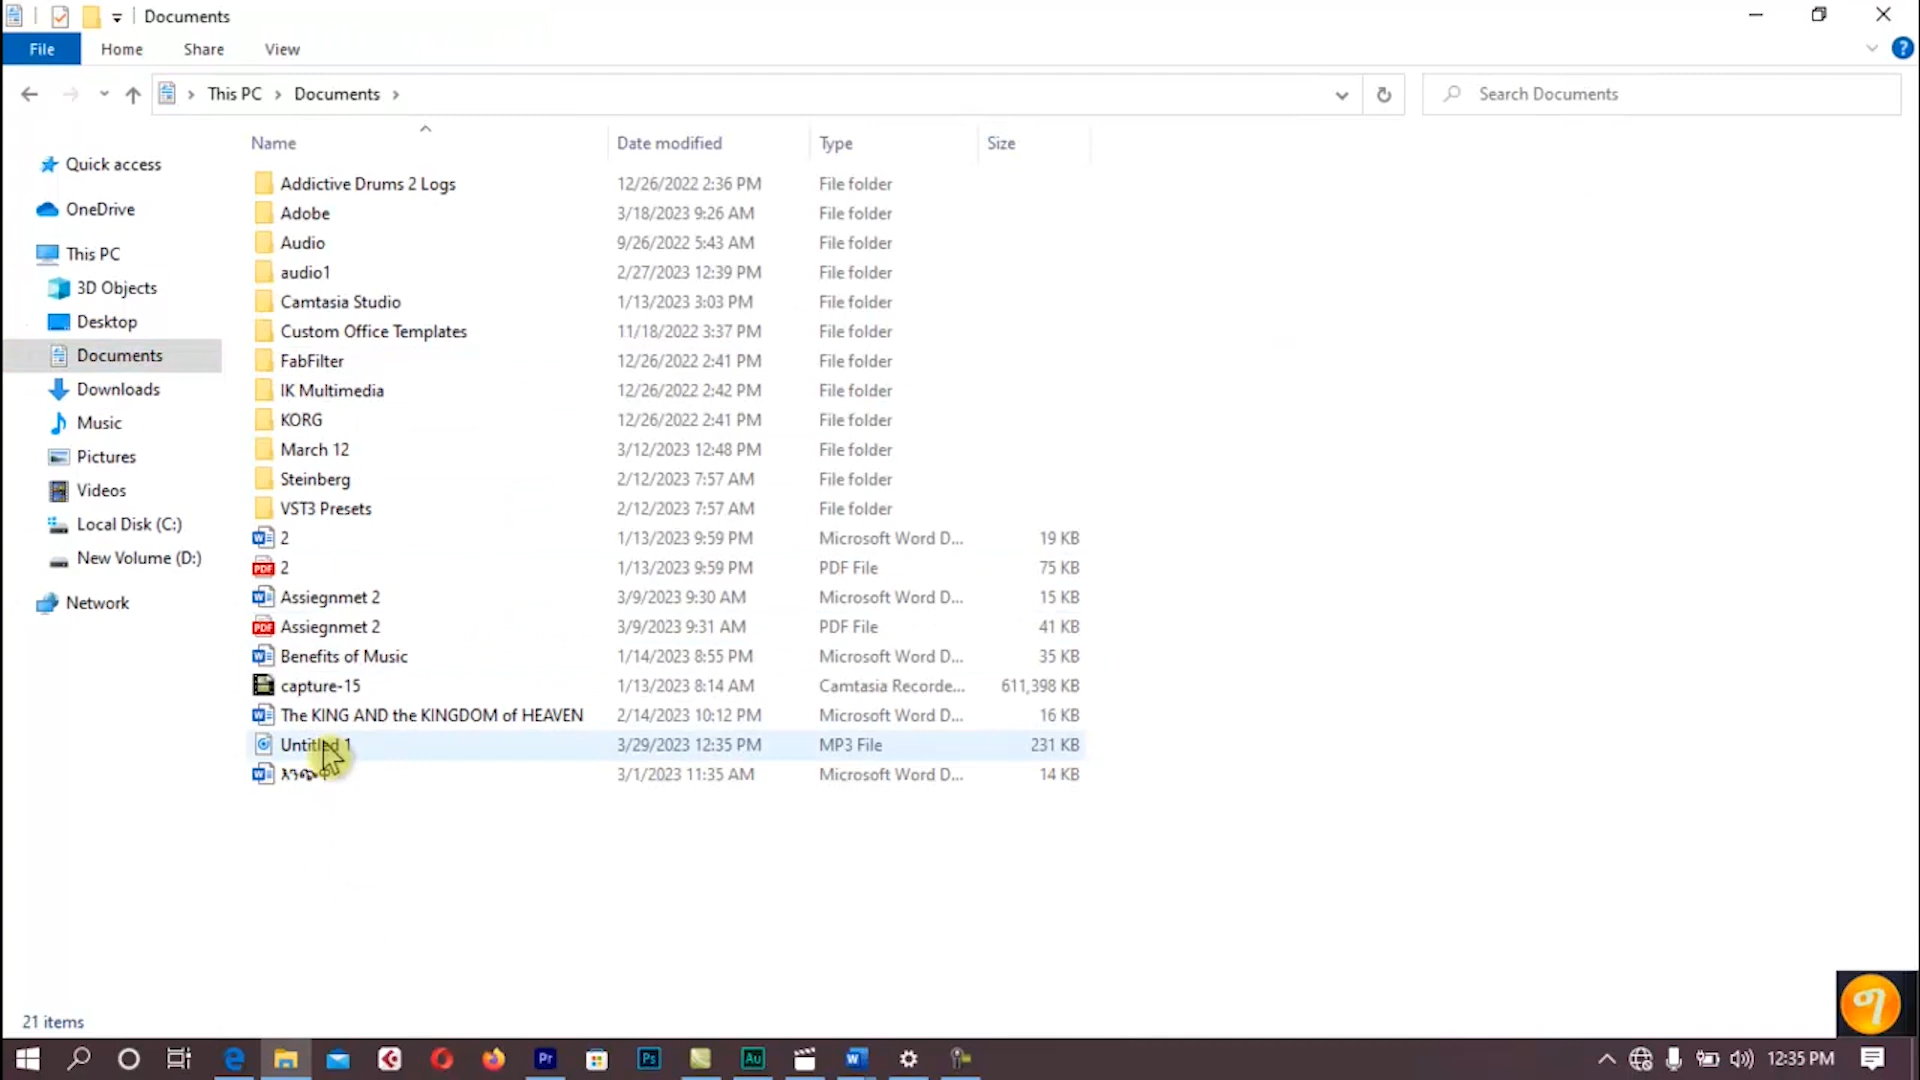 Documents
File Home Share View
This PC Documents
Search Documents
Name Date modified Type Size
Quick access
OneDrive
This PC
3D Objects
Desktop
Documents
Downloads
Music
Pictures
Videos
Local Disk (C:)
New Volume (D:)
Network
Addictive Drums 2 Logs 12/26/2022 2:36 PM File folder
Adobe 3/18/2023 9:26 AM File folder
Audio 9/26/2022 5:43 AM File folder
audio1 2/27/2023 12:39 PM File folder
Camtasia Studio 1/13/2023 3:03 PM File folder
Custom Office Templates 11/18/2022 3:37 PM File folder
FabFilter 12/26/2022 2:41 PM File folder
IK Multimedia 12/26/2022 2:42 PM File folder
KORG 12/26/2022 2:41 PM File folder
March 12 3/12/2023 12:48 PM File folder
Steinberg 2/12/2023 7:57 AM File folder
VST3 Presets 2/12/2023 7:57 AM File folder
2 1/13/2023 9:59 PM Microsoft Word D... 19 KB
2 1/13/2023 9:59 PM PDF File 75 KB
Assiegnmet 2 3/9/2023 9:30 AM Microsoft Word D... 15 KB
Assiegnmet 2 3/9/2023 9:31 AM PDF File 41 KB
Benefits of Music 1/14/2023 8:55 PM Microsoft Word D... 35 KB
capture-15 1/13/2023 8:14 AM Camtasia Recorde... 611,398 KB
The KING AND the KINGDOM of HEAVEN 2/14/2023 10:12 PM Microsoft Word D... 16 KB
Untitled 1 3/29/2023 12:35 PM MP3 File 231 KB
3/1/2023 11:35 AM Microsoft Word D... 14 KB
21 items
12:35 PM